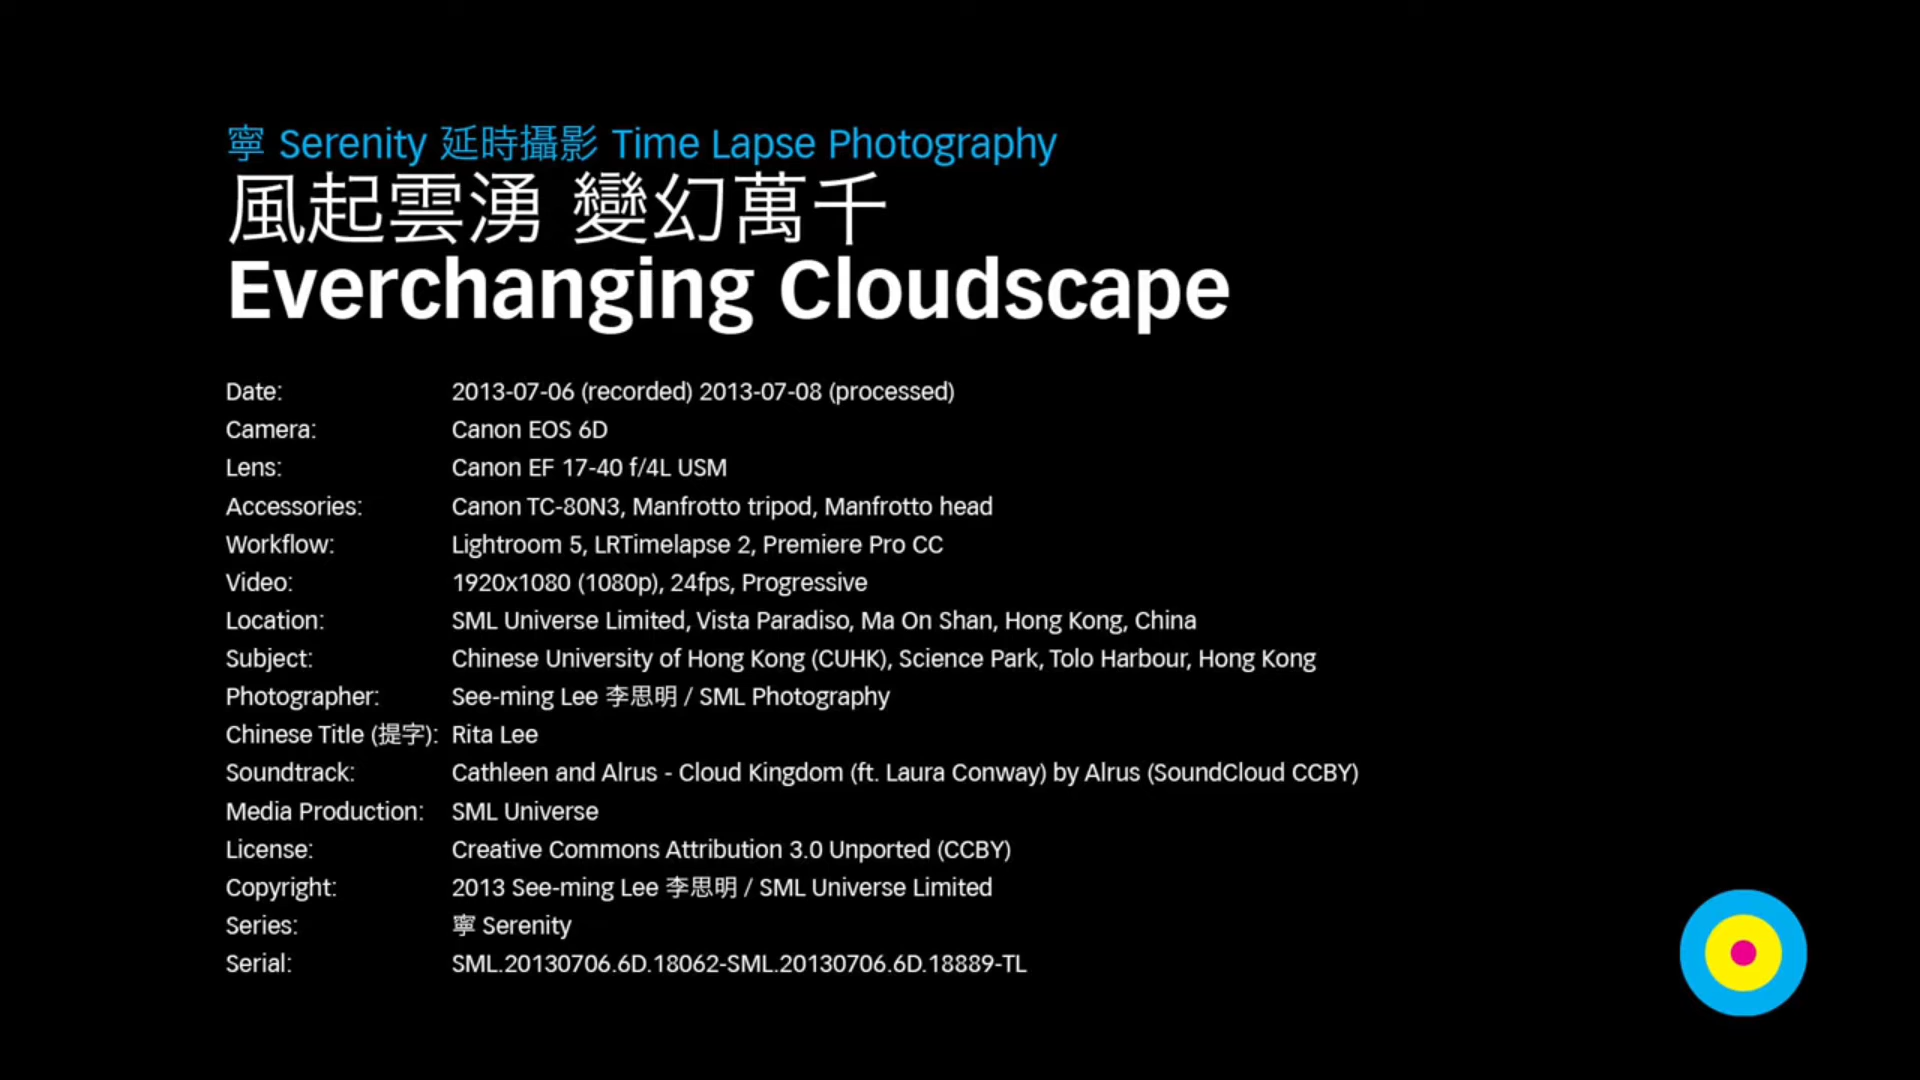 寧 Serenity 延時攝影 Time Lapse Photography
風起雲湧 變幻萬千
Everchanging Cloudscape
Date: 2013-07-06 (recorded) 2013-07-08 (processed)
Camera: Canon EOS 6D
Lens: Canon EF 17-40 f/4L USM
Accessories: Canon TC-80N3, Manfrotto tripod, Manfrotto head
Workflow: Lightroom 5, LRTimelapse 2, Premiere Pro CC
Video: 1920x1080 (1080p), 24fps, Progressive
Location: SML Universe Limited, Vista Paradiso, Ma On Shan, Hong Kong, China
Subject: Chinese University of Hong Kong (CUHK), Science Park, Tolo Harbour, Hong Kong
Photographer: See-ming Lee 李思明 / SML Photography
Chinese Title (提字): Rita Lee
Soundtrack: Cathleen and Alrus - Cloud Kingdom (ft. Laura Conway) by Alrus (SoundCloud CCBY)
Media Production: SML Universe
License: Creative Commons Attribution 3.0 Unported (CCBY)
Copyright: 2013 See-ming Lee 李思明 / SML Universe Limited
Series: 寧 Serenity
Serial: SML.20130706.6D.18062-SML.20130706.6D.18889-TL